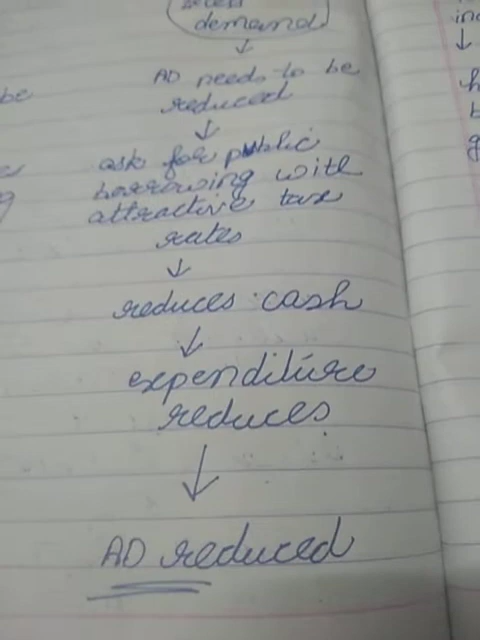 demand
↓
AD needs to be
reduced
↓
ask for public
borrowing with
attractive tax
rates
↓
reduces cash
↓
expenditure
reduces
↓
AD reduced
be
↓